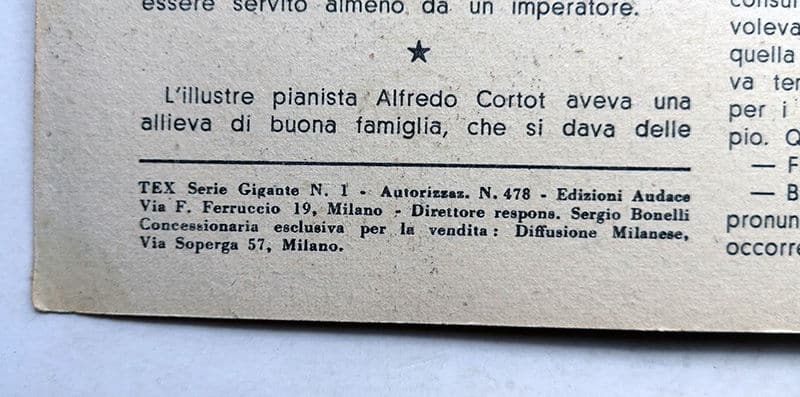 essere servito almeno da un imperatore.
★
L'illustre pianista Alfredo Cortot aveva una
allieva di buona famiglia, che si dava delle
TEX Serie Gigante N. 1 - Autorizzaz. N. 478 - Edizioni Audace
Via F. Ferruccio 19, Milano - Direttore respons. Sergio Bonelli
Concessionaria esclusiva per la vendita: Diffusione Milanese,
Via Soperga 57, Milano.
voleva
quella
va ter
per i
pio. Q
— F
— B
pronun
occorre